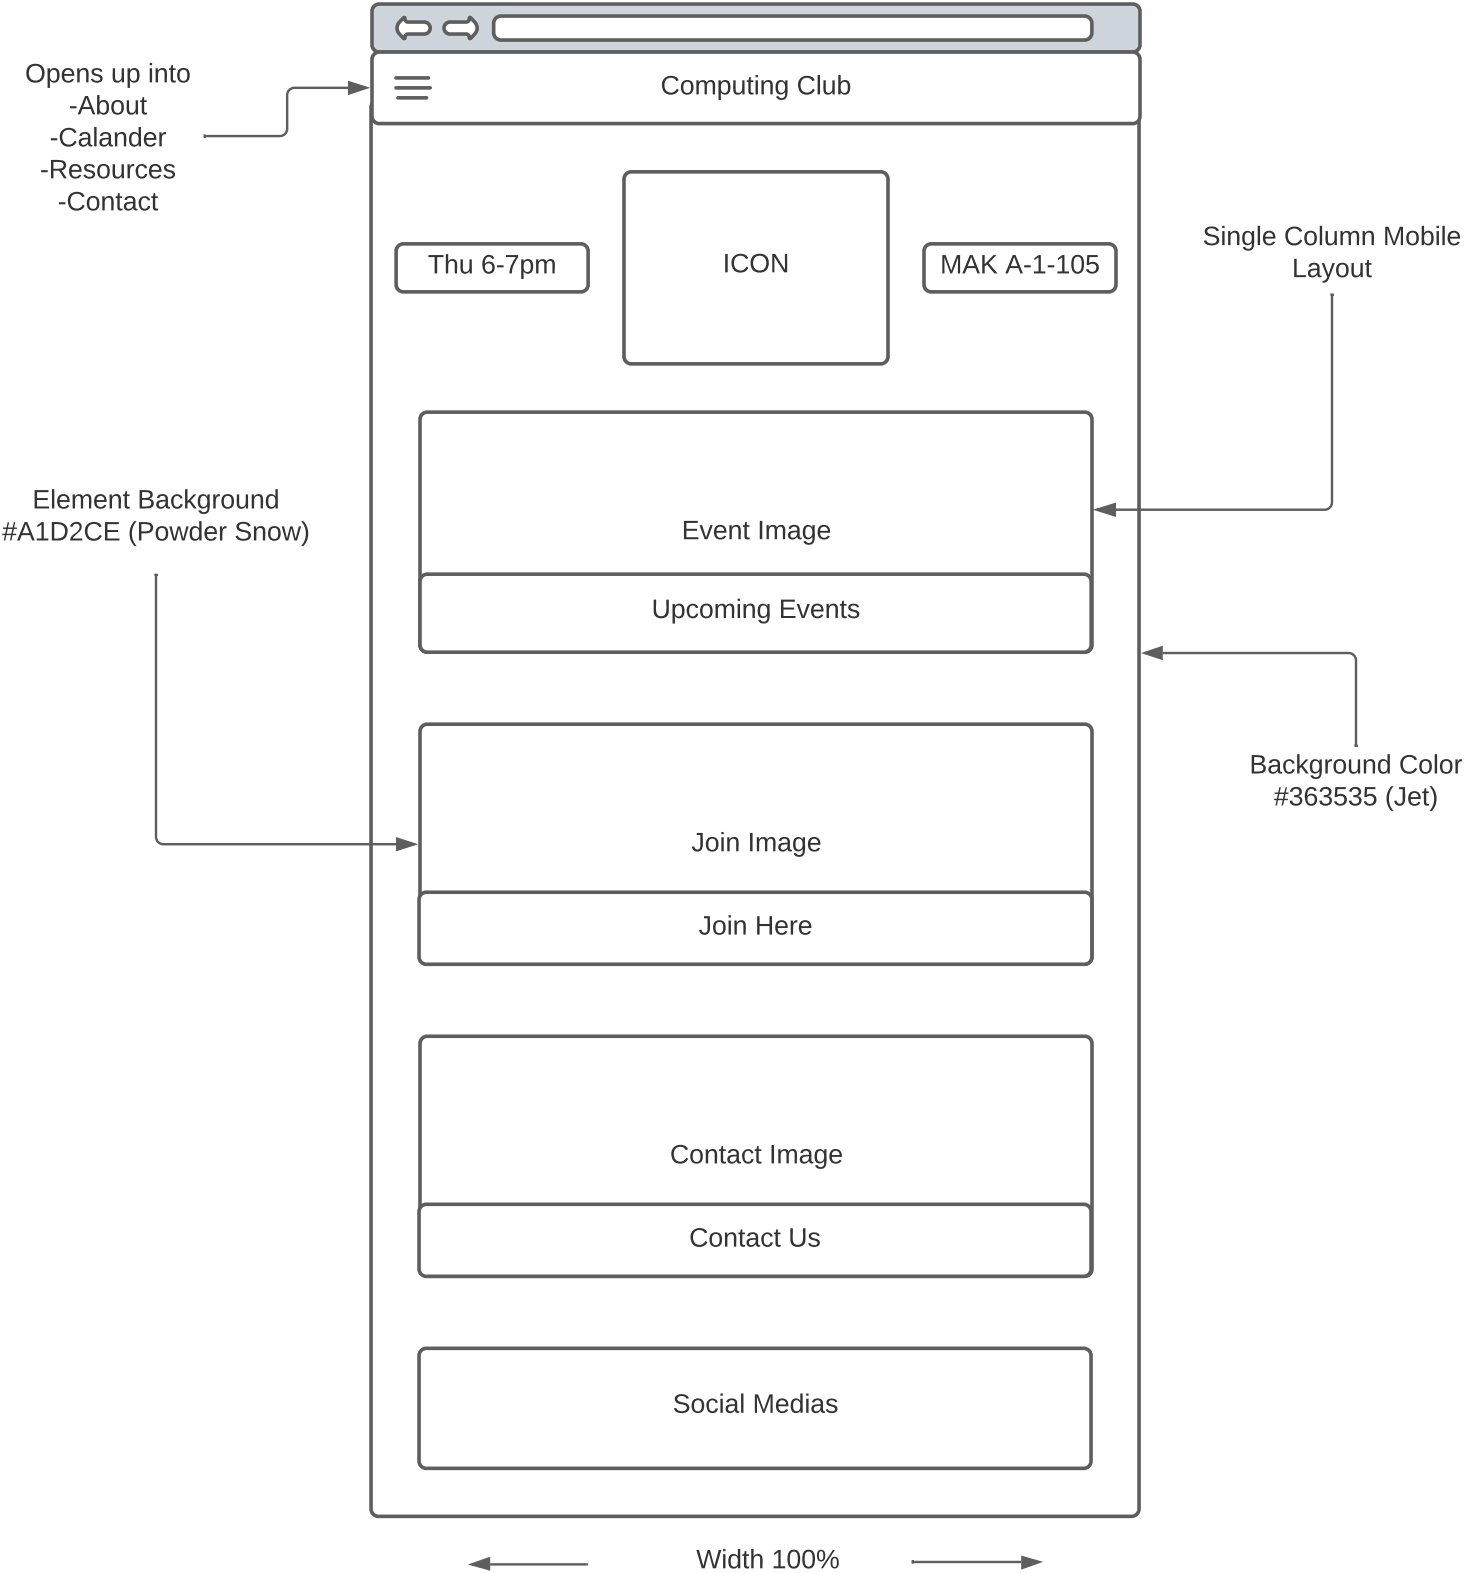 Computing Club
Opens up into
-About
-Calander
-Resources
-Contact
Thu 6-7pm
ICON
MAK A-1-105
Single Column Mobile
Layout
Event Image
Upcoming Events
Element Background
#A1D2CE (Powder Snow)
Background Color
#363535 (Jet)
Join Image
Join Here
Contact Image
Contact Us
Social Medias
Width 100%